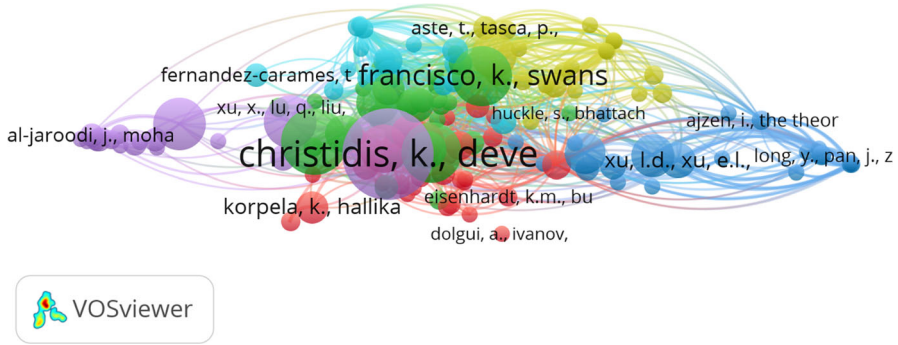 aste, t., tasca, p.,
fernandez-carames, t
francisco, k., swans
xu, x., lu, q., liu,
huckle, s., bhattach
ajzen, i., the theor
al-jaroodi, j., moha
christidis, k., deve
xu, l.d., xu, e.l.,
long, y., pan, j., z
eisenhardt, k.m., bu
korpela, k., hallika
dolgui, a., ivanov,
VOSviewer